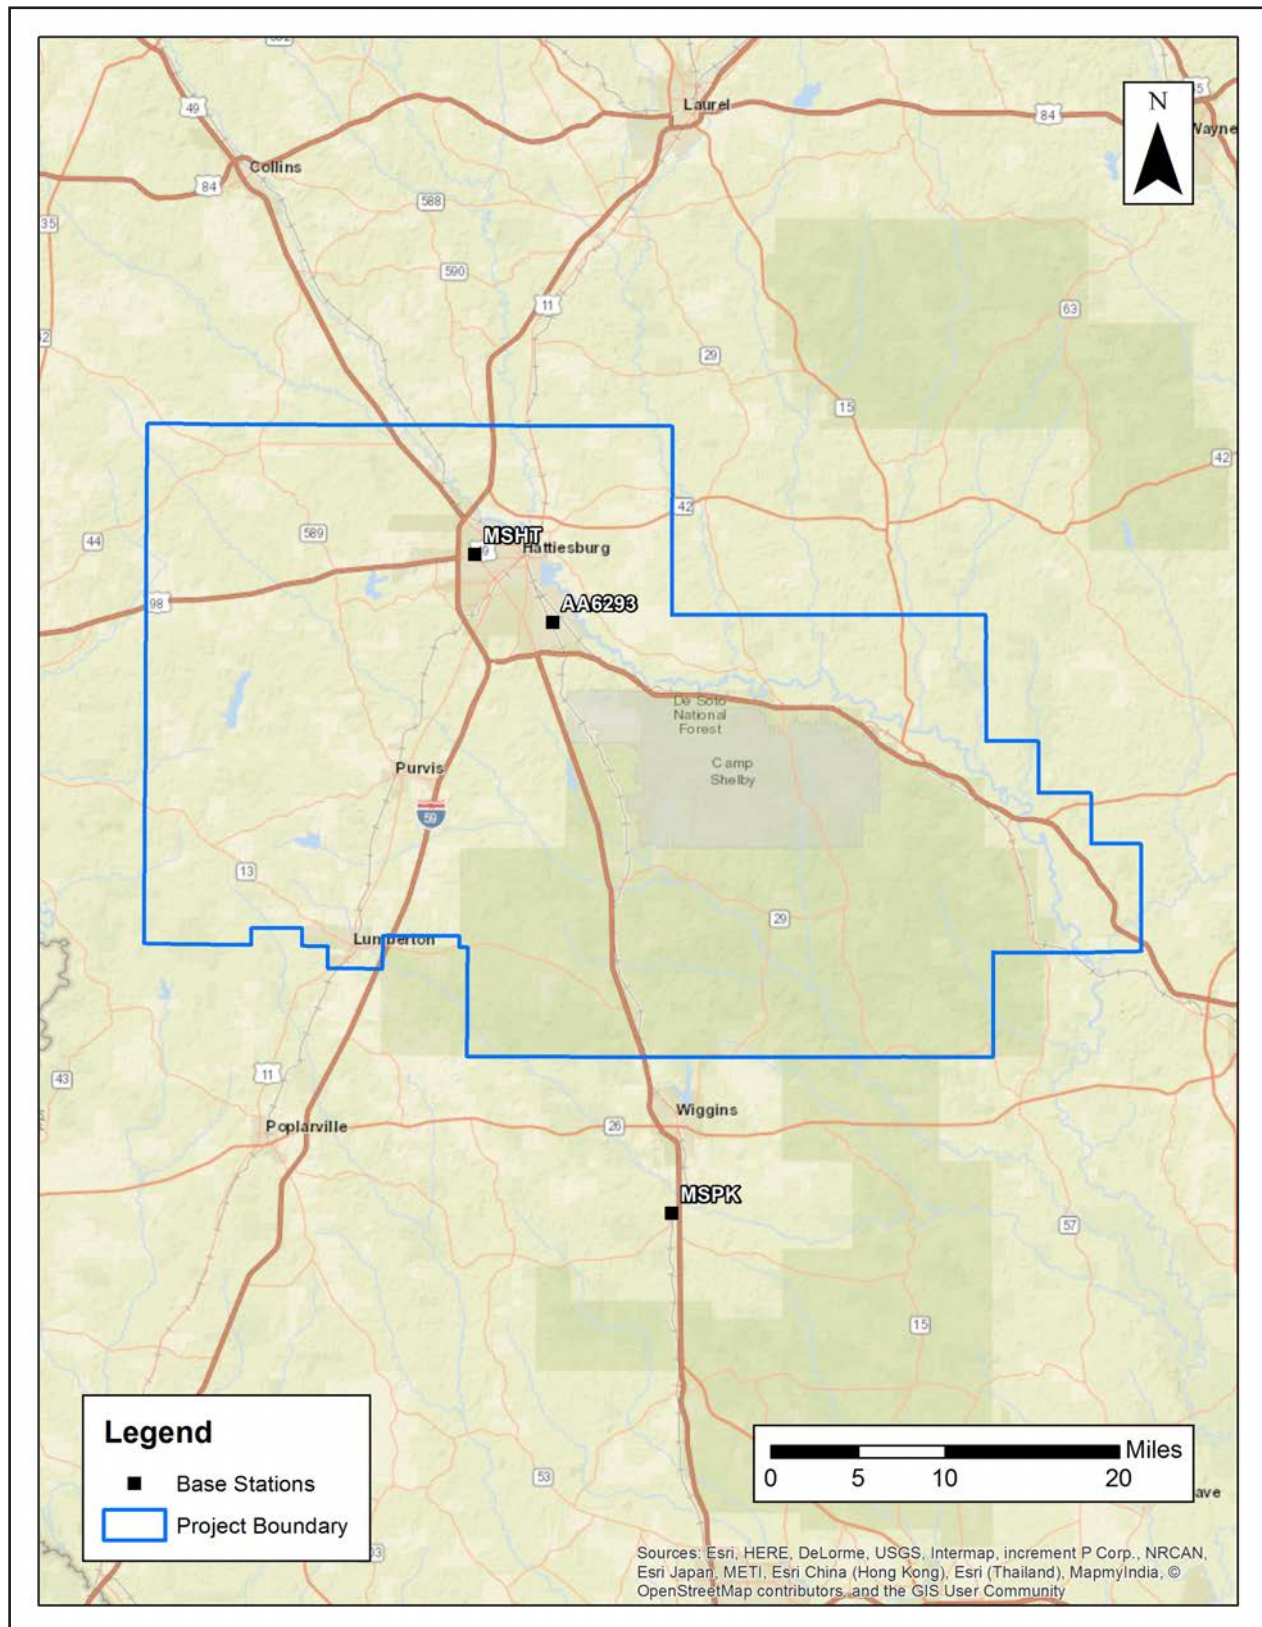 49
Laurel
84
N
Wayne
Collins
84
588
35
590
11
63
29
15
42
42
MSHT
589
44
Hattiesburg
98
AA6293
De Soto
National
Forest
Camp
Shelby
Purvis
59
13
29
Lumberton
11
43
Wiggins
Poplarville
26
MSPK
57
15
Legend
Base Stations
Project Boundary
Miles
0 5 10 20
53
ave
Sources: Esri, HERE, DeLorme, USGS, Intermap, increment P Corp., NRCAN,
Esri Japan, METI, Esri China (Hong Kong), Esri (Thailand), MapmyIndia, ©
OpenStreetMap contributors, and the GIS User Community